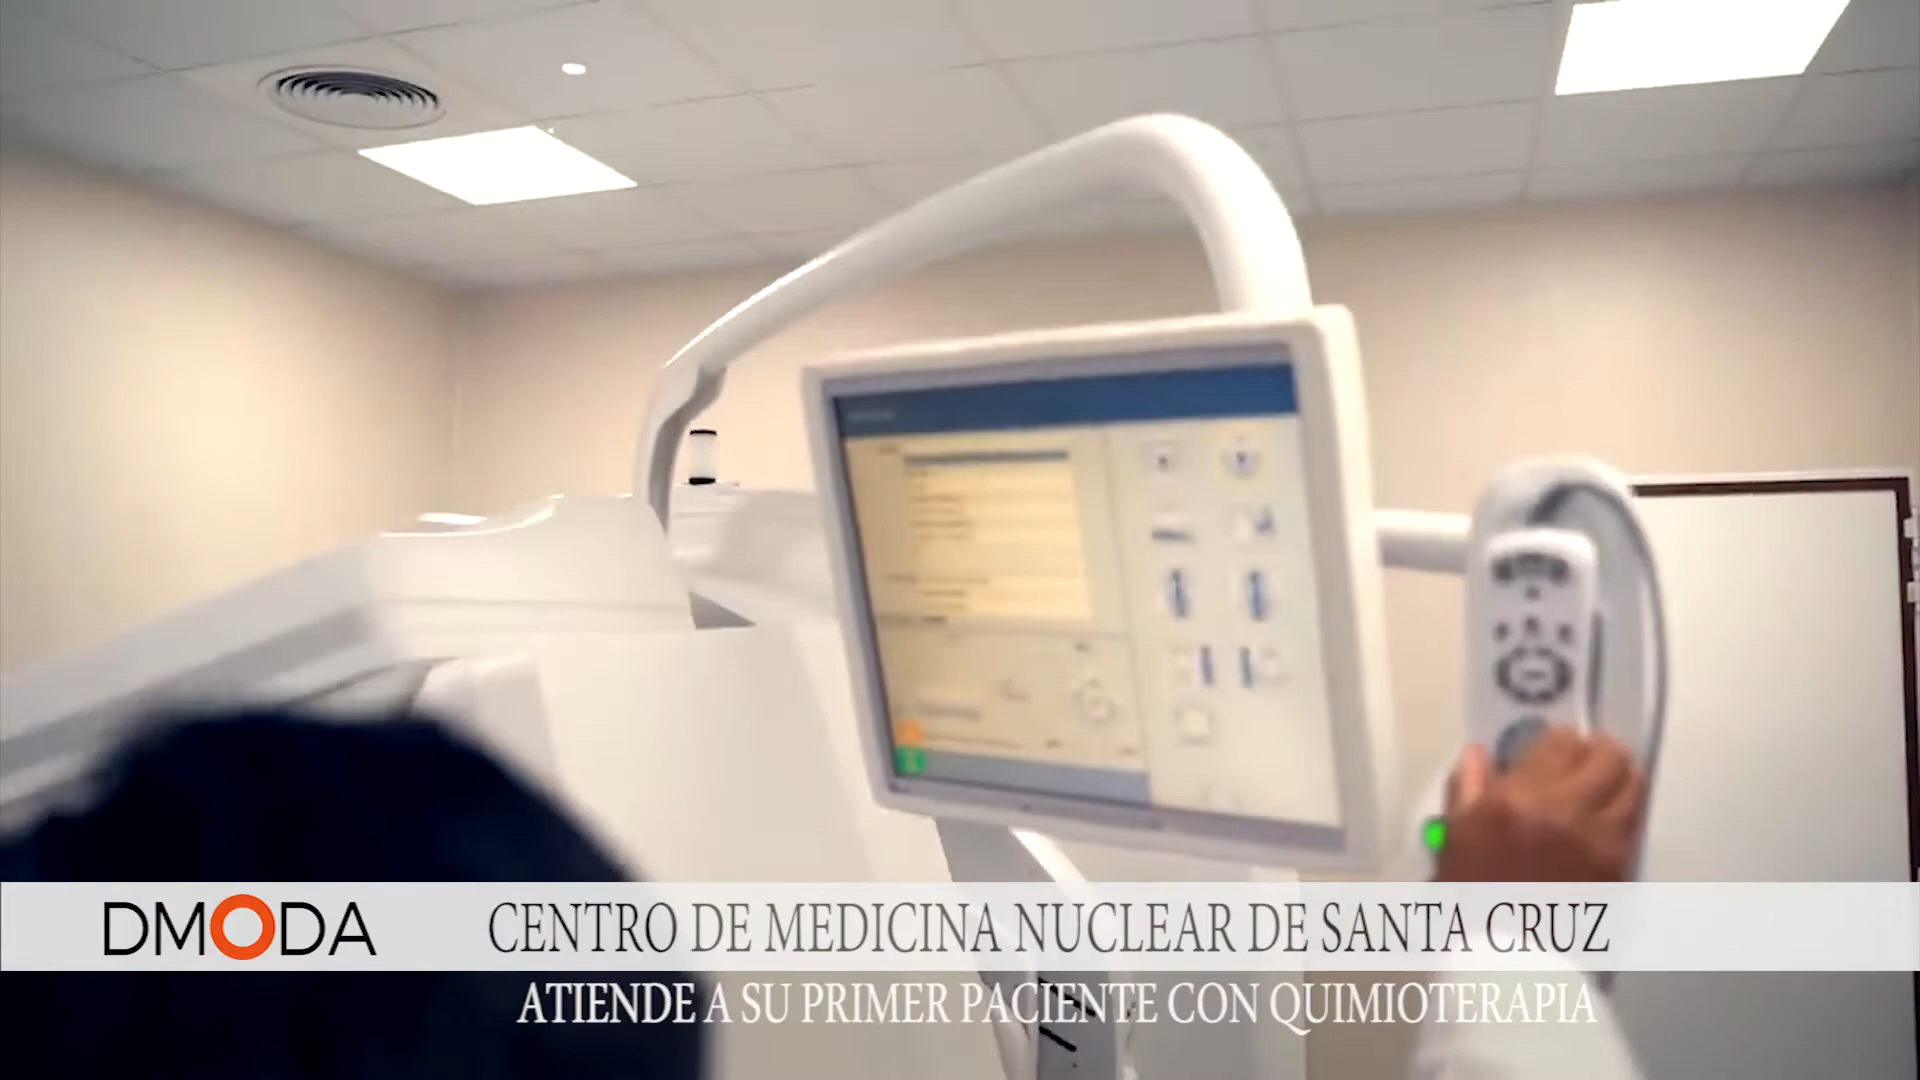 DMODA CENTRO DE MEDICINA NUCLEAR DE SANTA CRUZ
ATIENDE A SU PRIMER PACIENTE CON QUIMIOTERAPIA